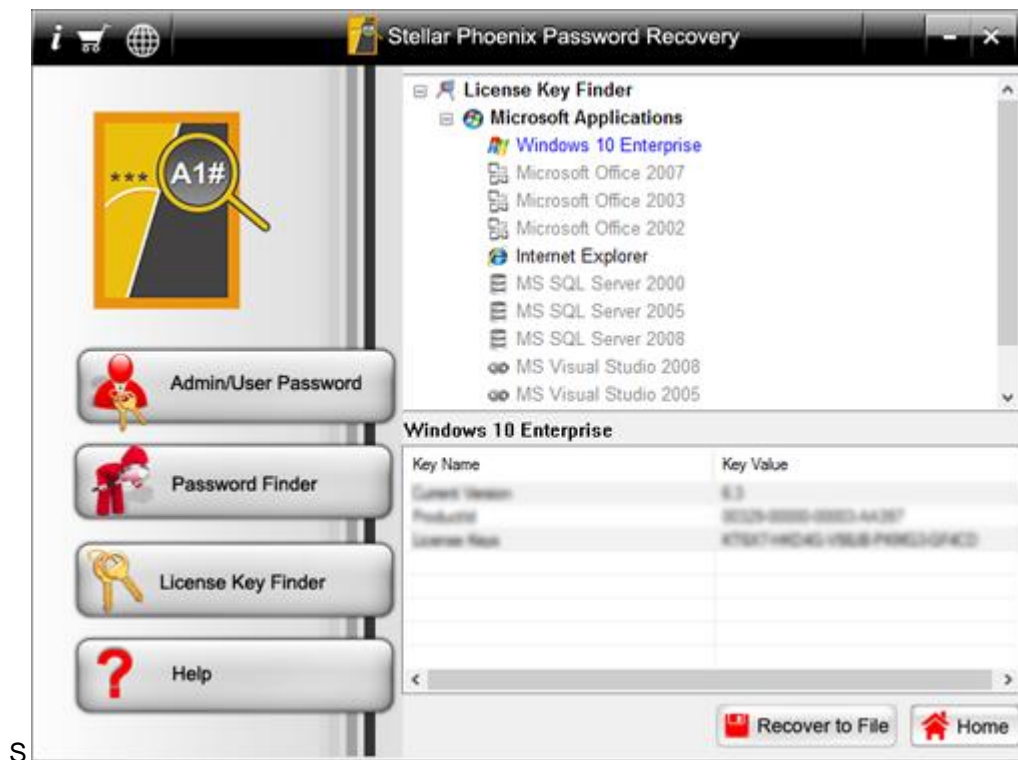 Stellar Phoenix Password Recovery
*** A1#
Admin/User Password
Password Finder
License Key Finder
Help
License Key Finder
Microsoft Applications
Windows 10 Enterprise
Microsoft Office 2007
Microsoft Office 2003
Microsoft Office 2002
Internet Explorer
MS SQL Server 2000
MS SQL Server 2005
MS SQL Server 2008
MS Visual Studio 2008
MS Visual Studio 2005
Windows 10 Enterprise
Key Name Key Value
Recover to File Home
S